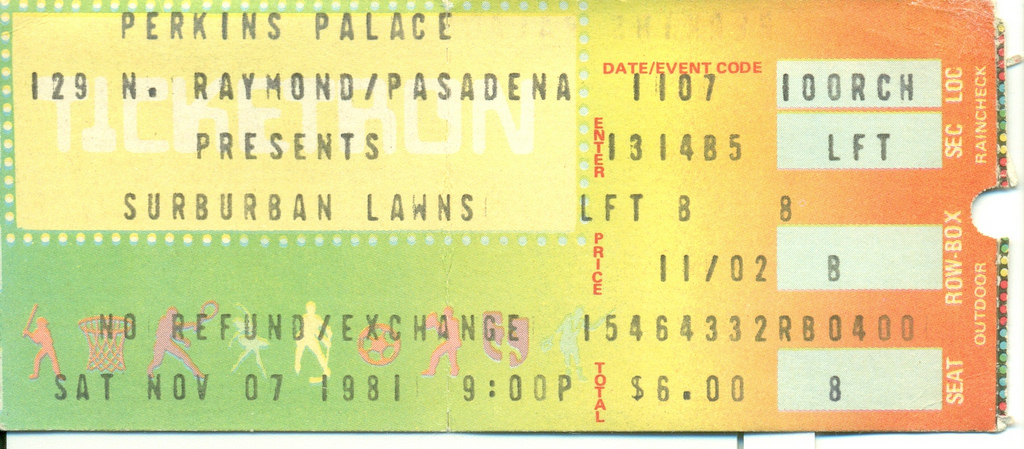 PERKINS PALACE
129 N. RAYMOND/PASADENA
TICKETRON
PRESENTS
SURBURBAN LAWNS
NO REFUND/EXCHANGE
SAT NOV 07 1981 9:00P
DATE/EVENT CODE
1107
ENTER
131485
LFT 8 8
PRICE
11/02
15464332RB0400
TOTAL
$6.00
100RCH
LFT
B
8
LOC
SEC
ROW-BOX
SEAT
RAINCHECK
OUTDOOR